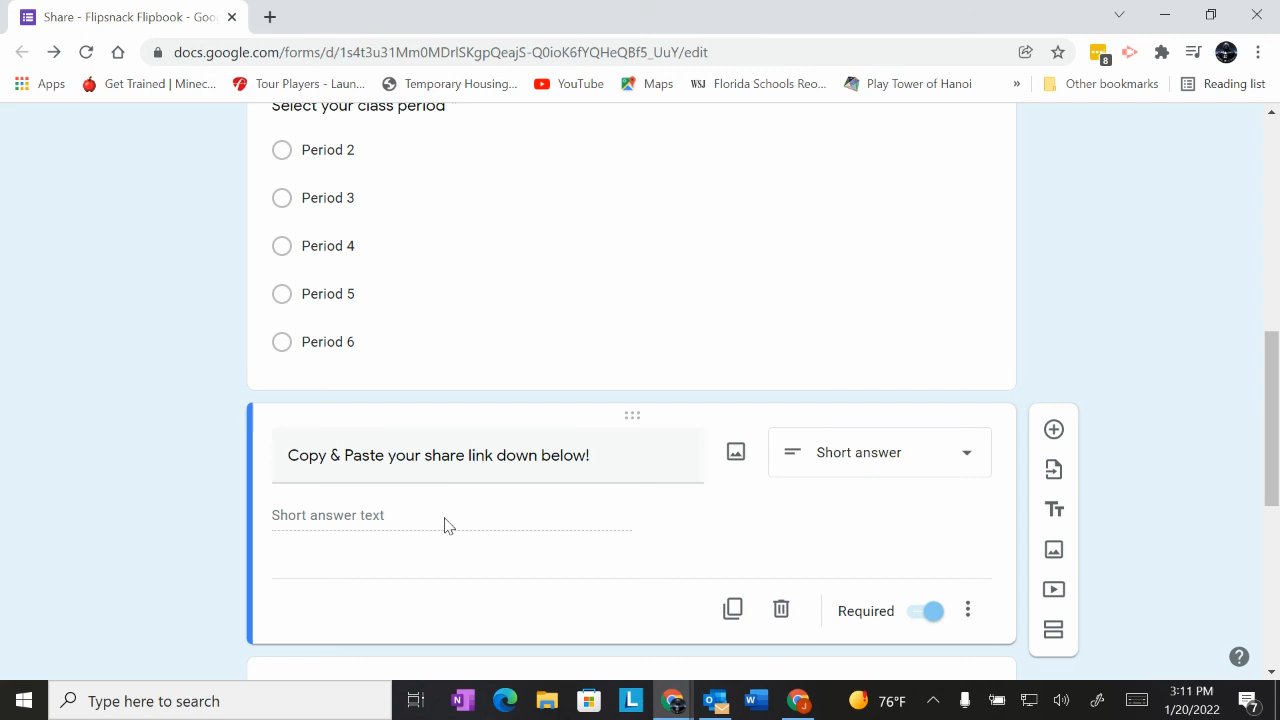 Share - Flipsnack Flipbook - Goo
docs.google.com/forms/d/1s4t3u31Mm0MDrlSKgpQeajS-Q0ioK6fYQHeQBf5_UuY/edit
8
Apps
Get Trained | Minec...
Tour Players - Laun...
Temporary Housing...
YouTube
Maps
WSJ
Florida Schools Reo...
Play Tower of Hanoi
»
Other bookmarks
Reading list
Select your class period
Period 2
Period 3
Period 4
Period 5
Period 6
Copy & Paste your share link down below!
Short answer
Short answer text
Required
Type here to search
76°F
3:11 PM
1/20/2022
7